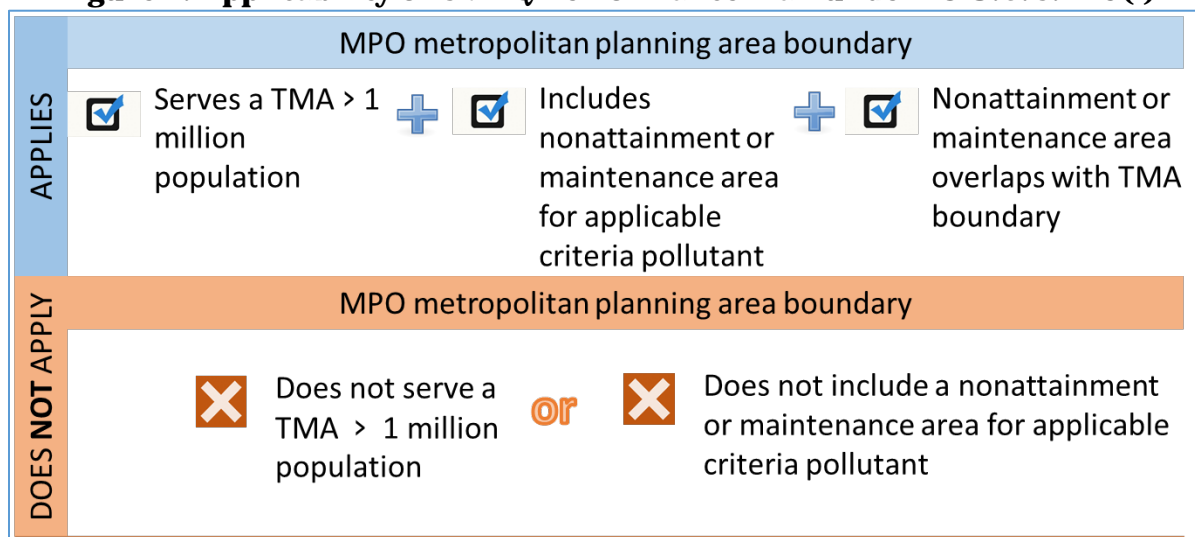 MPO metropolitan planning area boundary
APPLIES
Serves a TMA > 1
million
population
Includes
nonattainment or
maintenance area
for applicable
criteria pollutant
Nonattainment or
maintenance area
overlaps with TMA
boundary
MPO metropolitan planning area boundary
DOES NOT APPLY
Does not serve a
TMA > 1 million
population
or
Does not include a nonattainment
or maintenance area for applicable
criteria pollutant